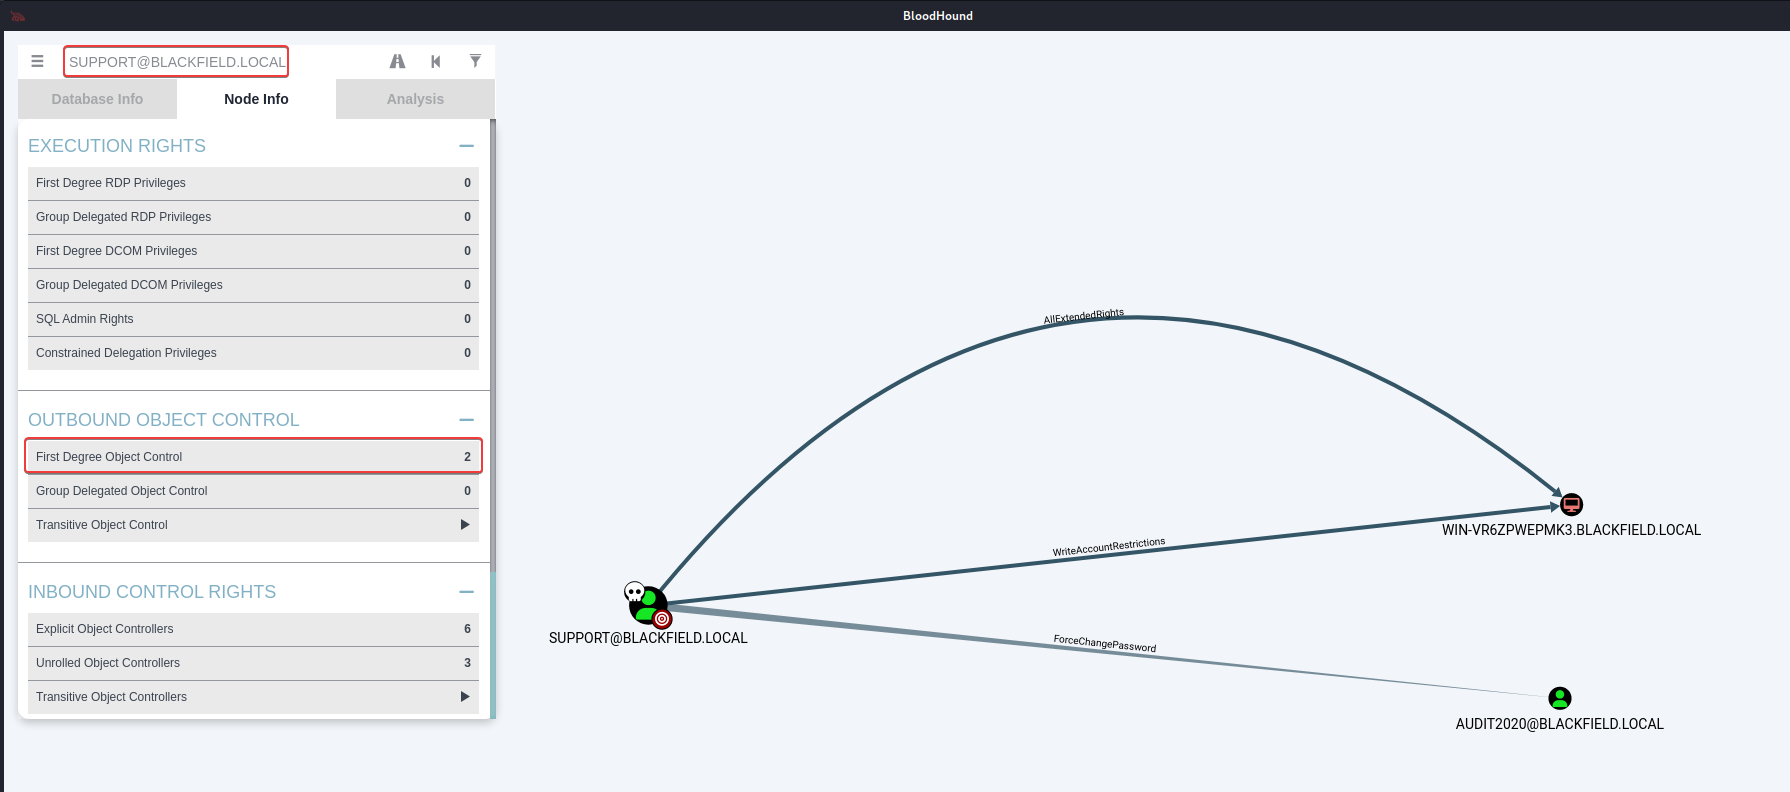 BloodHound
SUPPORT@BLACKFIELD.LOCAL
Database Info
Node Info
Analysis
EXECUTION RIGHTS
First Degree RDP Privileges 0
Group Delegated RDP Privileges 0
First Degree DCOM Privileges 0
Group Delegated DCOM Privileges 0
SQL Admin Rights 0
Constrained Delegation Privileges 0
OUTBOUND OBJECT CONTROL
First Degree Object Control 2
Group Delegated Object Control 0
Transitive Object Control
INBOUND CONTROL RIGHTS
Explicit Object Controllers 6
Unrolled Object Controllers 3
Transitive Object Controllers
AllExtendedRights
WIN-VR6ZPWEPMK3.BLACKFIELD.LOCAL
WriteAccountRestrictions
SUPPORT@BLACKFIELD.LOCAL
ForceChangePassword
AUDIT2020@BLACKFIELD.LOCAL